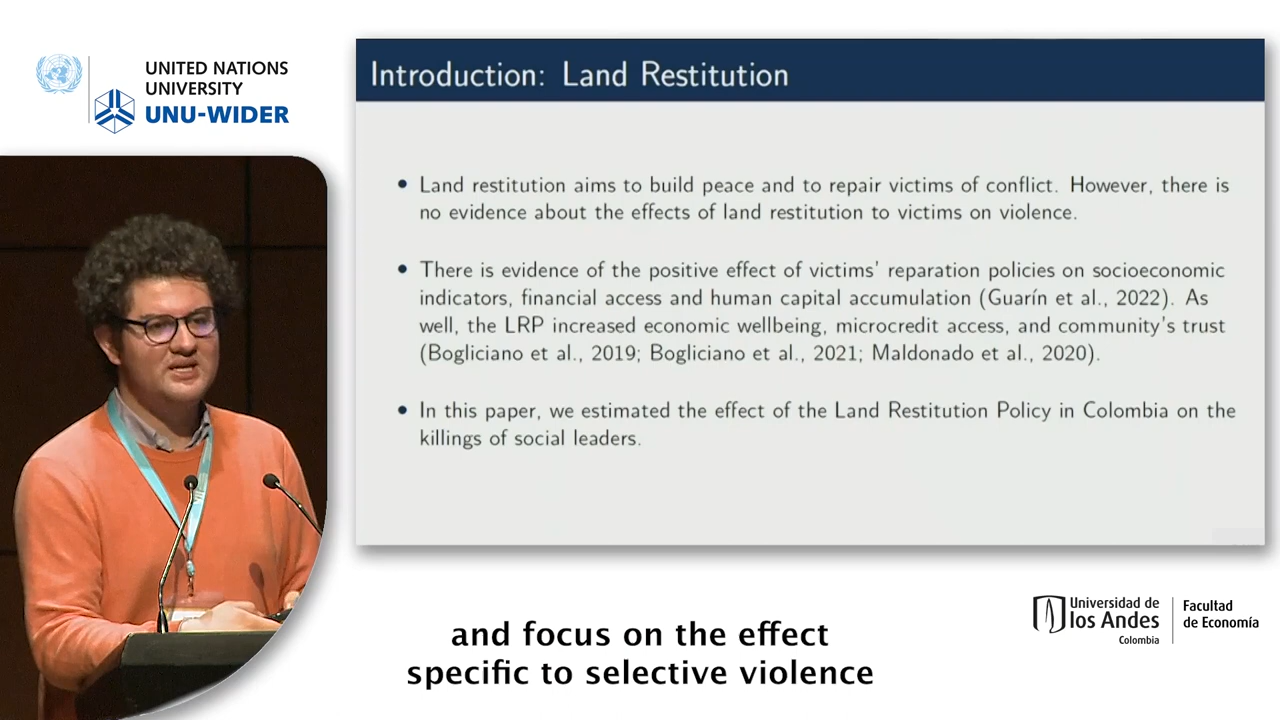 UNITED NATIONS
UNIVERSITY
UNU-WIDER
Introduction: Land Restitution
• Land restitution aims to build peace and to repair victims of conflict. However, there is
no evidence about the effects of land restitution to victims on violence.
• There is evidence of the positive effect of victims' reparation policies on socioeconomic
indicators, financial access and human capital accumulation (Guarín et al., 2022). As
well, the LRP increased economic wellbeing, microcredit access, and community's trust
(Bogliciano et al., 2019; Bogliciano et al., 2021; Maldonado et al., 2020).
• In this paper, we estimated the effect of the Land Restitution Policy in Colombia on the
killings of social leaders.
Universidad de
los Andes
Colombia
Facultad
de Economía
and focus on the effect
specific to selective violence